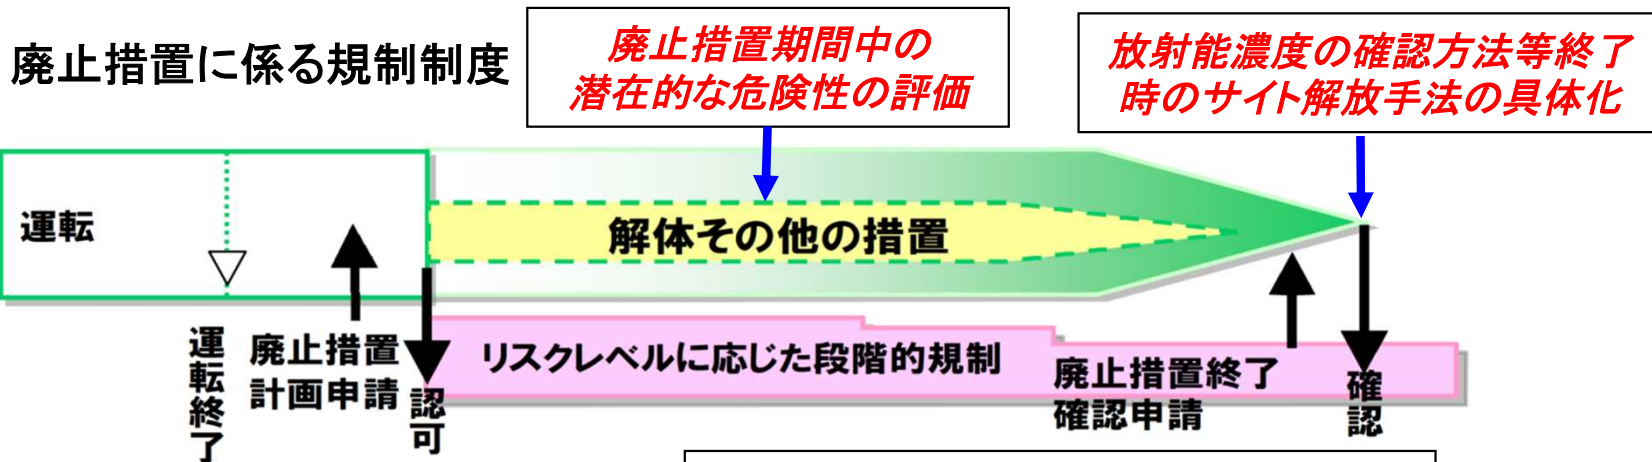 廃止措置に係る規制制度
廃止措置期間中の
潜在的な危険性の評価
放射能濃度の確認方法等終了
時のサイト解放手法の具体化
運転
解体その他の措置
運転終了
廃止措置
計画申請
認可
リスクレベルに応じた段階的規制
廃止措置終了
確認申請
確認